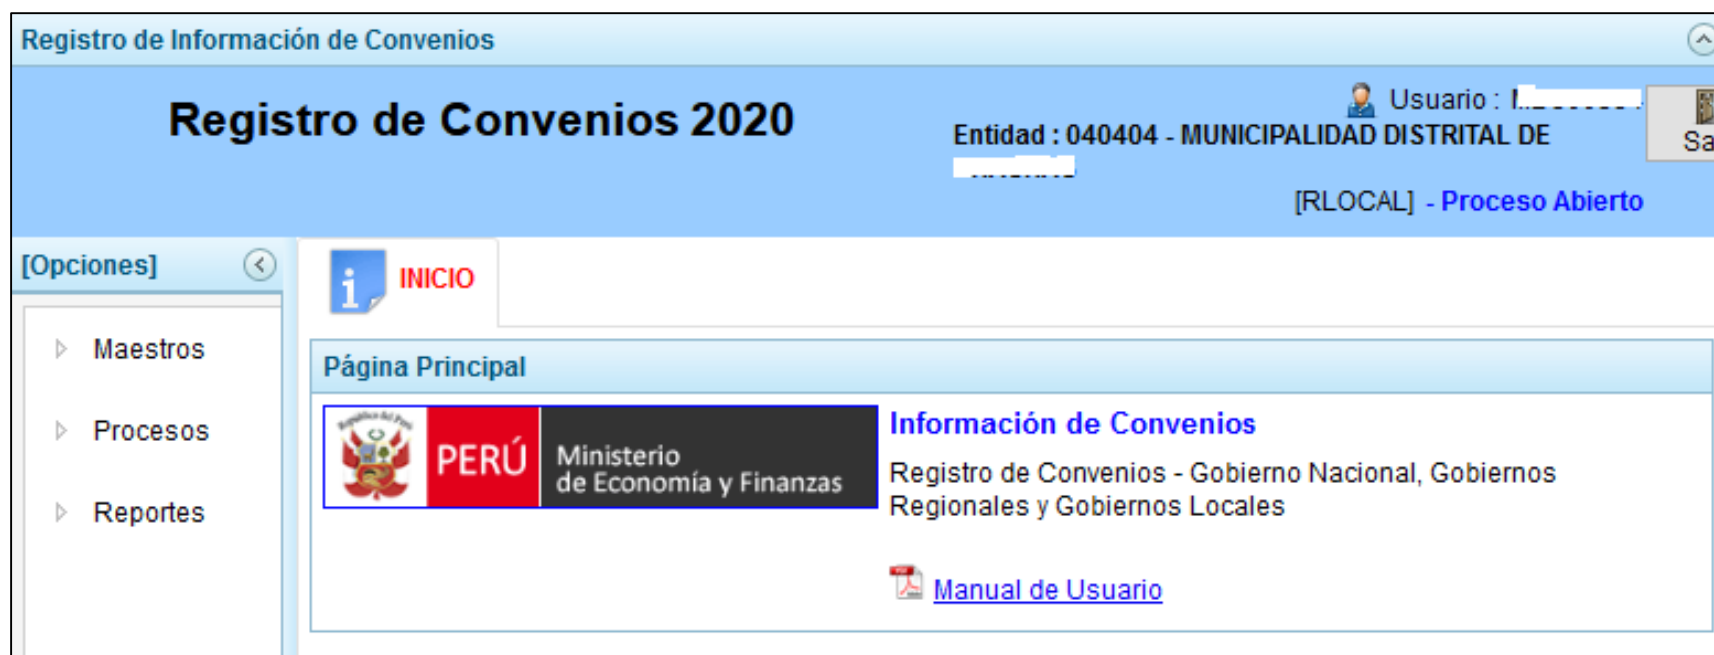 Registro de Información de Convenios
Registro de Convenios 2020
Usuario :
Entidad : 040404 - MUNICIPALIDAD DISTRITAL DE
[RLOCAL] - Proceso Abierto
[Opciones]
INICIO
Maestros
Procesos
Reportes
Página Principal
PERÚ
Ministerio
de Economía y Finanzas
Información de Convenios
Registro de Convenios - Gobierno Nacional, Gobiernos
Regionales y Gobiernos Locales
Manual de Usuario